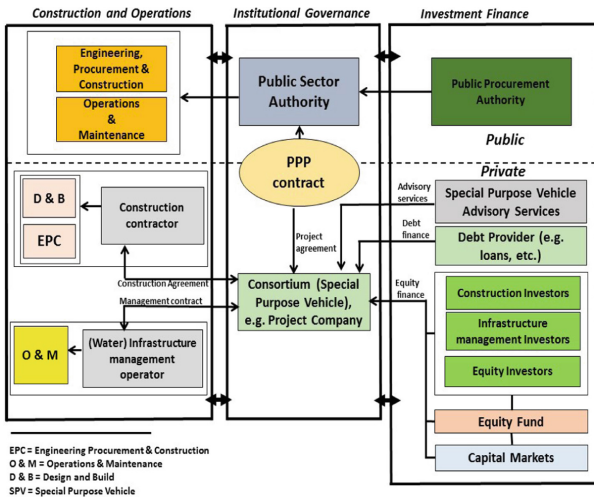 Construction and Operations
Institutional Governance
Investment Finance
Engineering,
Procurement &
Construction
Operations
&
Maintenance
Public Sector
Authority
Public Procurement
Authority
Public
Private
PPP
contract
D & B
EPC
Construction
contractor
Advisory
services
Special Purpose Vehicle
Advisory Services
Project
agreement
Debt
finance
Debt Provider (e.g.
loans, etc.)
Construction Agreement
Management contract
Consortium (Special
Purpose Vehicle),
e.g. Project Company
Equity
finance
Construction Investors
Infrastructure
management Investors
Equity Investors
O & M
(Water) Infrastructure
management
operator
Equity Fund
Capital Markets
EPC = Engineering Procurement & Construction
O & M = Operations & Maintenance
D & B = Design and Build
SPV = Special Purpose Vehicle